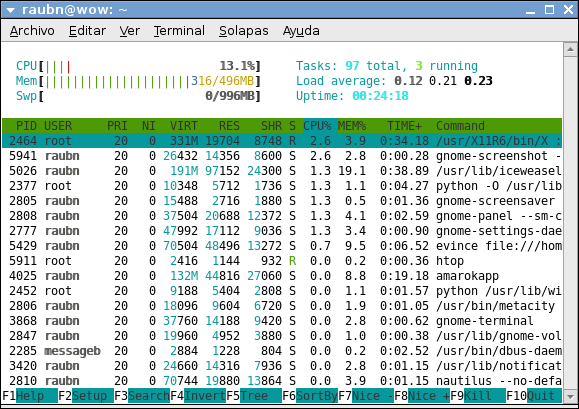 raubn@wow: ~
Archivo Editar Ver Terminal Solapas Ayuda
CPU[|||| 13.1%] Tasks: 97 total, 3 running
Mem[||||||||||||||||||||||||316/496MB] Load average: 0.12 0.21 0.23
Swp[ 0/996MB] Uptime: 00:24:18
PID USER PRI NI VIRT RES SHR S CPU% MEM% TIME+ Command
2464 root 20 0 331M 19704 8748 R 2.6 3.9 0:34.18 /usr/X11R6/bin/X :
5941 raubn 20 0 26432 14356 8600 S 2.6 2.8 0:00.28 gnome-screenshot -
5026 raubn 20 0 191M 97152 24300 S 1.3 19.1 0:38.89 /usr/lib/iceweasel
2377 root 20 0 10348 5712 1736 S 1.3 1.1 0:04.27 python -O /usr/lib
2805 raubn 20 0 15488 2716 1880 S 1.3 0.5 0:01.36 gnome-screensaver
2808 raubn 20 0 37504 20688 12372 S 1.3 4.1 0:02.59 gnome-panel --sm-c
2777 raubn 20 0 47992 17112 9036 S 1.3 3.4 0:00.90 gnome-settings-dae
5429 raubn 20 0 70504 48496 13272 S 0.7 9.5 0:06.52 evince file:///hom
5911 root 20 0 2416 1144 932 R 0.0 0.2 0:00.36 htop
4025 raubn 20 0 132M 44816 27060 S 0.0 8.8 0:19.18 amarokapp
2452 root 20 0 9188 5404 2808 S 0.0 1.1 0:01.57 python /usr/lib/wi
2806 raubn 20 0 18096 9604 6720 S 0.0 1.9 0:01.05 /usr/bin/metacity
3868 raubn 20 0 37760 14188 9420 S 0.0 2.8 0:00.62 gnome-terminal
2847 raubn 20 0 19960 4952 3880 S 0.0 1.0 0:00.38 /usr/lib/gnome-vol
2285 messageb 20 0 2884 1228 804 S 0.0 0.2 0:02.52 /usr/bin/dbus-daem
3420 raubn 20 0 24660 14316 7936 S 0.0 2.8 0:01.15 /usr/lib/notificat
2810 raubn 20 0 70744 19880 13864 S 0.0 3.9 0:01.15 nautilus --no-defa
F1Help F2Setup F3SearchF4InvertF5Tree F6SortByF7Nice -F8Nice +F9Kill F10Quit